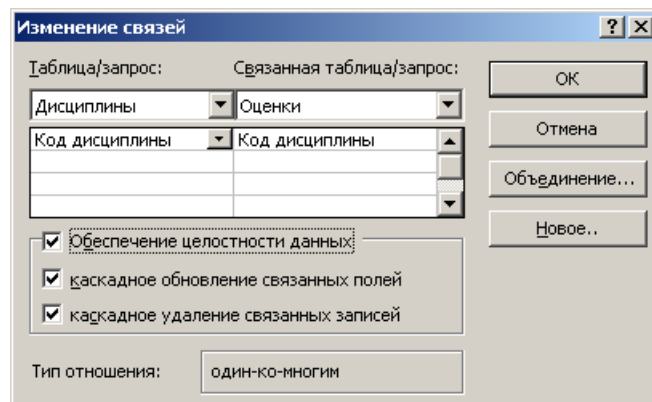 Изменение связей
Таблица/запрос: Связанная таблица/запрос:
Дисциплины Оценки
Код дисциплины Код дисциплины
Обеспечение целостности данных
каскадное обновление связанных полей
каскадное удаление связанных записей
Тип отношения: один-ко-многим
ОК
Отмена
Объединение...
Новое..